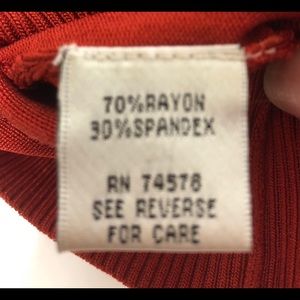 70%RAYON
30%SPANDEX
RN 74578
SEE REVERSE
FOR CARE